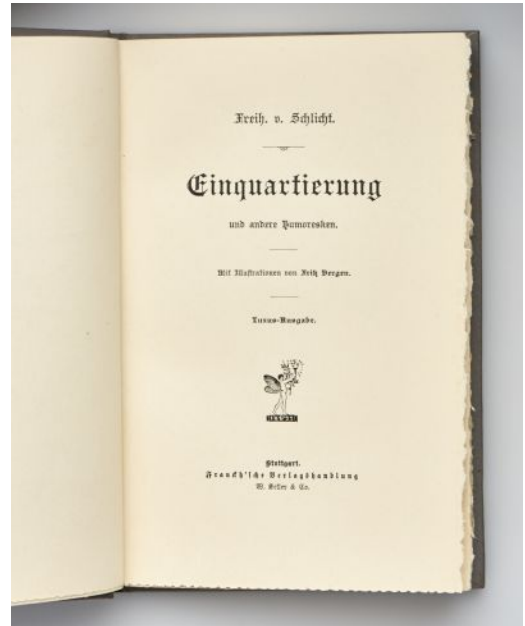 Freih. v. Schlicht.
Einquartierung
und andere Humoresken.
Mit Illustrationen von Fritz Bergen.
Luxus-Ausgabe.
Stuttgart.
Franckh'sche Verlagshandlung
W. Keller & Co.